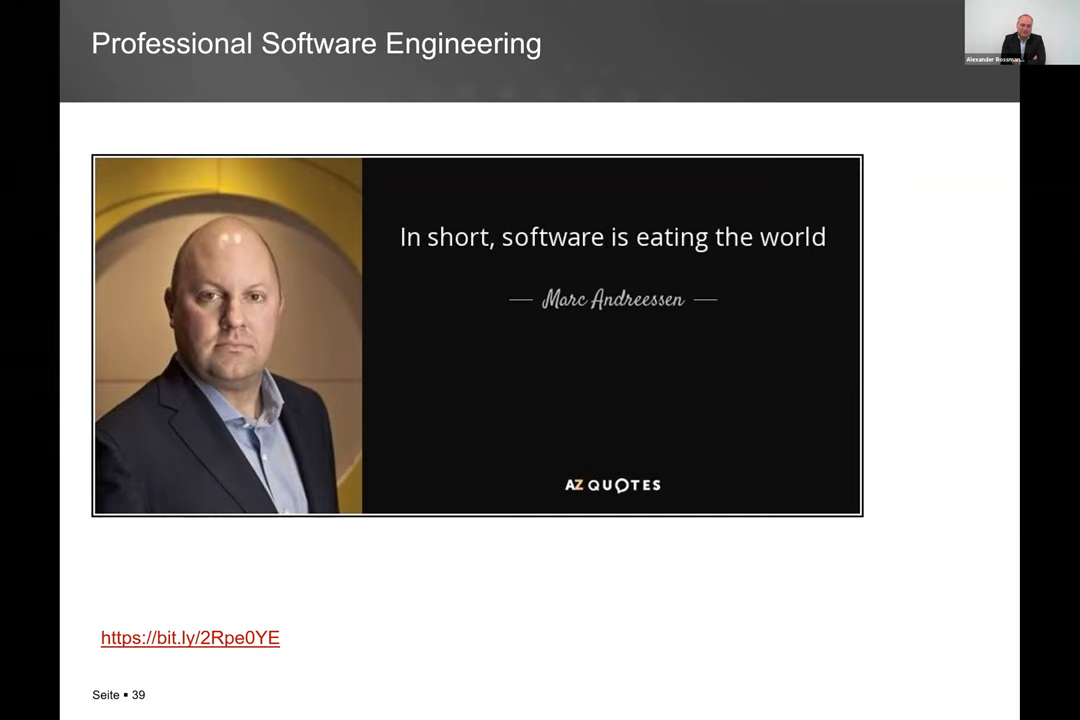 Professional Software Engineering
Alexander Rossman...
In short, software is eating the world
— Marc Andreessen —
AZ QUOTES
https://bit.ly/2Rpe0YE
Seite ▪ 39